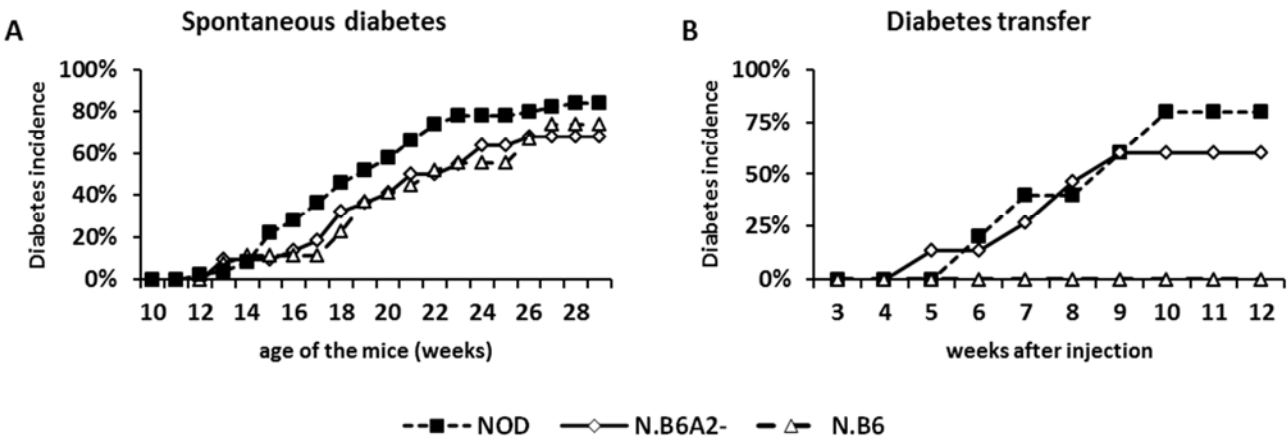 A
Spontaneous diabetes
Diabetes incidence
100%
80%
60%
40%
20%
0%
10 12 14 16 18 20 22 24 26 28
age of the mice (weeks)
B
Diabetes transfer
Diabetes incidence
100%
75%
50%
25%
0%
3 4 5 6 7 8 9 10 11 12
weeks after injection
NOD N.B6A2- N.B6